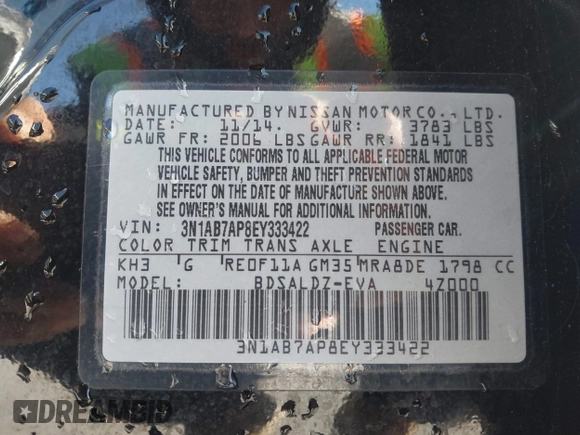 MANUFACTURED BY NISSAN MOTOR CO., LTD.
DATE: 11/14. GVWR: 3783 LBS
GAWR FR: 2006 LBS GAWR RR: 1841 LBS
THIS VEHICLE CONFORMS TO ALL APPLICABLE FEDERAL MOTOR
VEHICLE SAFETY, BUMPER AND THEFT PREVENTION STANDARDS
IN EFFECT ON THE DATE OF MANUFACTURE SHOWN ABOVE.
SEE OWNER'S MANUAL FOR ADDITIONAL INFORMATION.
VIN: 3N1AB7AP8EY333422 PASSENGER CAR.
COLOR TRIM TRANS AXLE ENGINE
KH3 G RE0F11A GM35 MRA8DE 1798 CC
MODEL: BDSALDZ-EVA 4Z000
3N1AB7AP8EY333422
DREAMBID